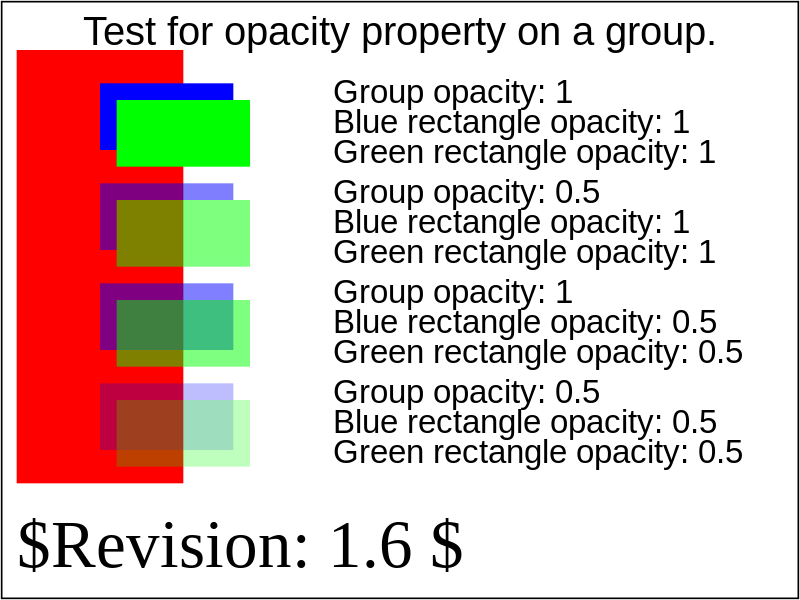 Test for opacity property on a group.
Group opacity: 1
Blue rectangle opacity: 1
Green rectangle opacity: 1
Group opacity: 0.5
Blue rectangle opacity: 1
Green rectangle opacity: 1
Group opacity: 1
Blue rectangle opacity: 0.5
Green rectangle opacity: 0.5
Group opacity: 0.5
Blue rectangle opacity: 0.5
Green rectangle opacity: 0.5
$Revision: 1.6 $